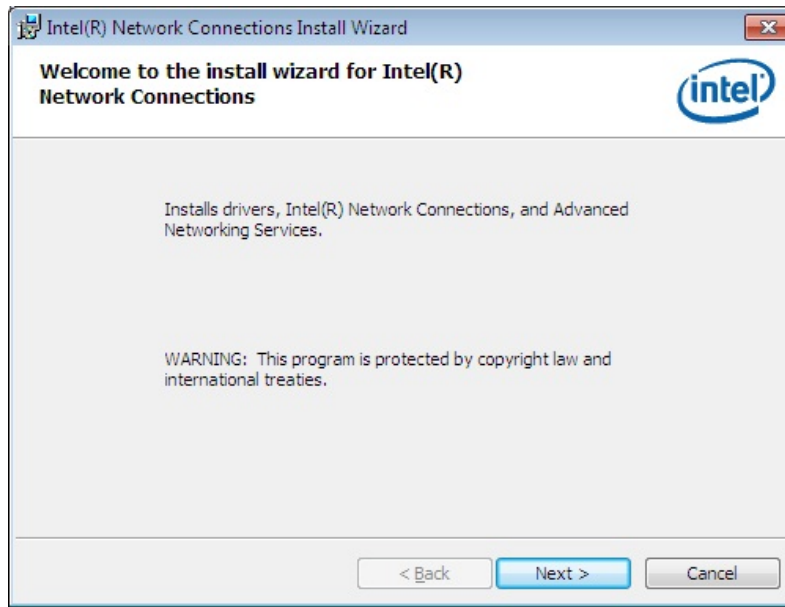 Intel(R) Network Connections Install Wizard
Welcome to the install wizard for Intel(R)
Network Connections
intel
Installs drivers, Intel(R) Network Connections, and Advanced
Networking Services.
WARNING:  This program is protected by copyright law and
international treaties.
< Back
Next >
Cancel